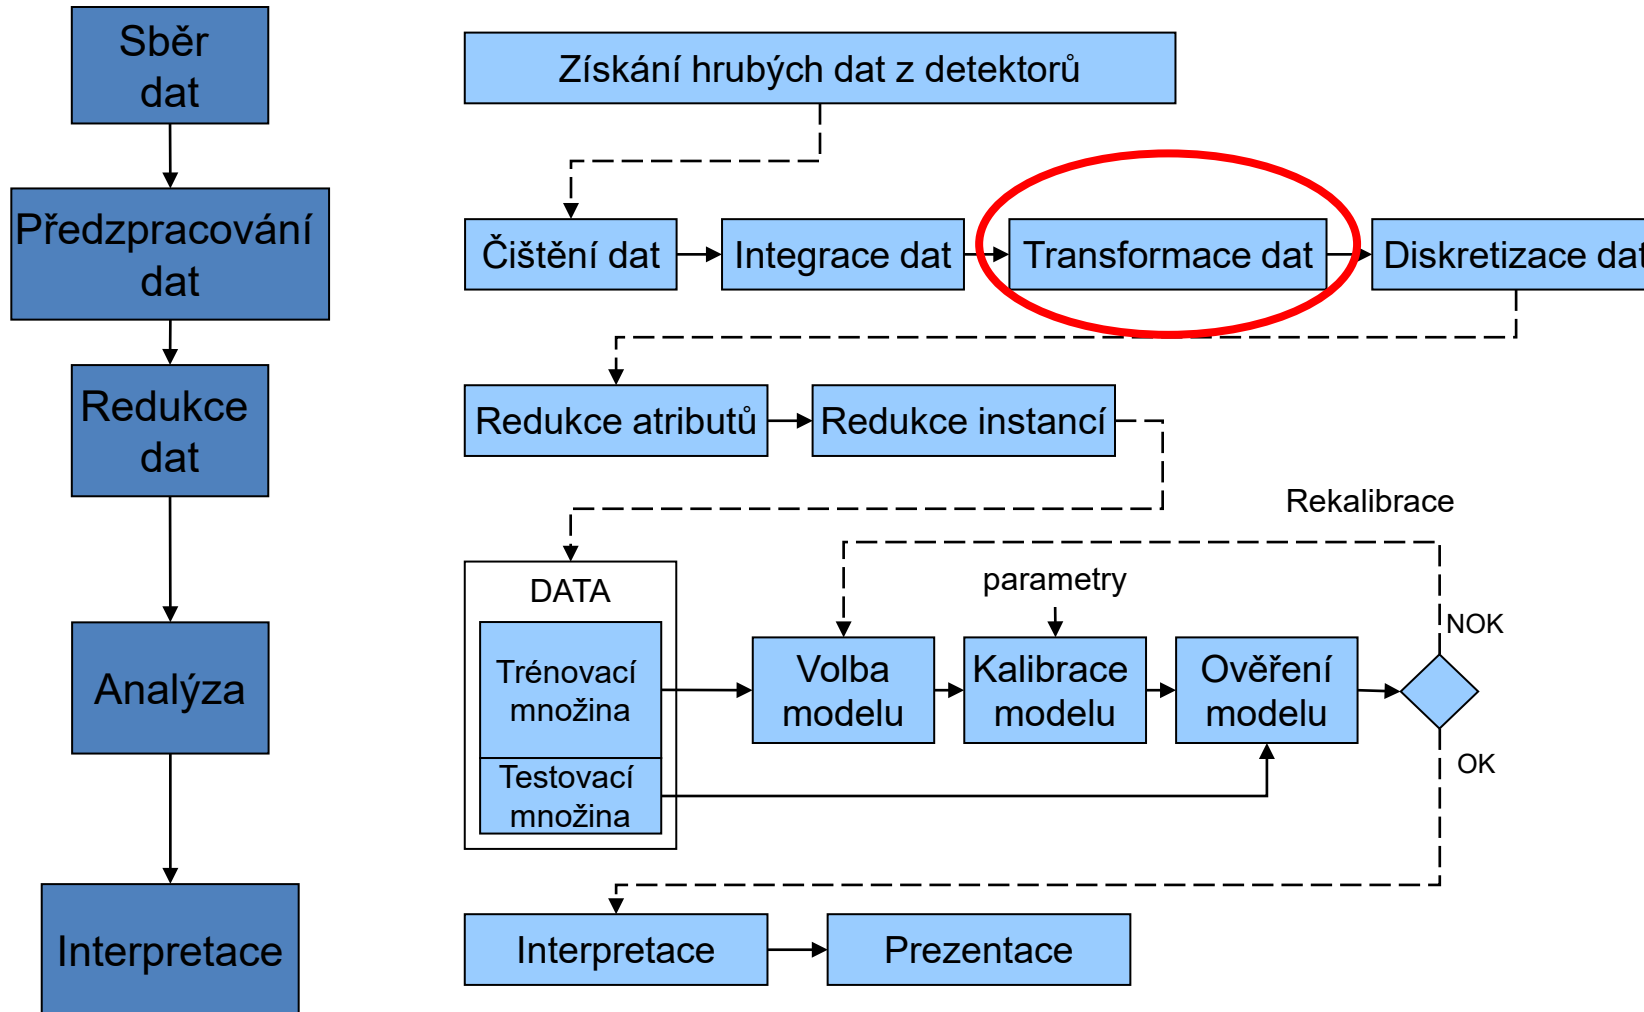 Sběr
dat
Předzpracování
dat
Redukce
dat
Analýza
Interpretace
Získání hrubých dat z detektorů
Čištění dat
Integrace dat
Transformace dat
Diskretizace dat
Redukce atributů
Redukce instancí
Rekalibrace
DATA
parametry
Trénovací
množina
Testovací
množina
Volba
modelu
Kalibrace
modelu
Ověření
modelu
NOK
OK
Interpretace
Prezentace